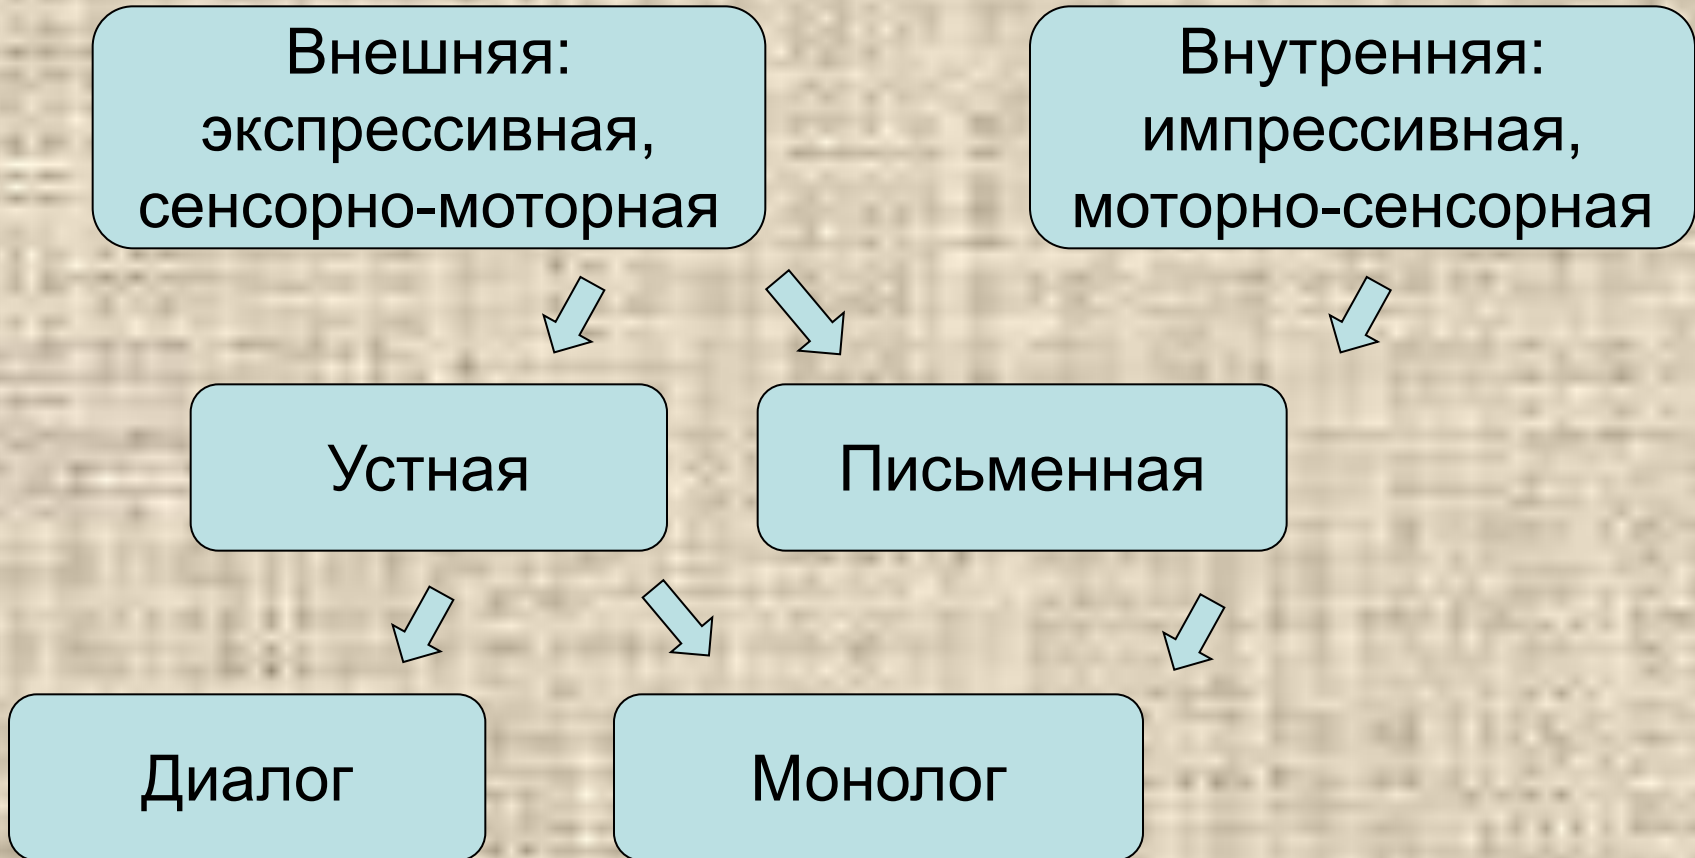 Внешняя:
экспрессивная,
сенсорно-моторная
Внутренняя:
импрессивная,
моторно-сенсорная
Устная
Письменная
Диалог
Монолог